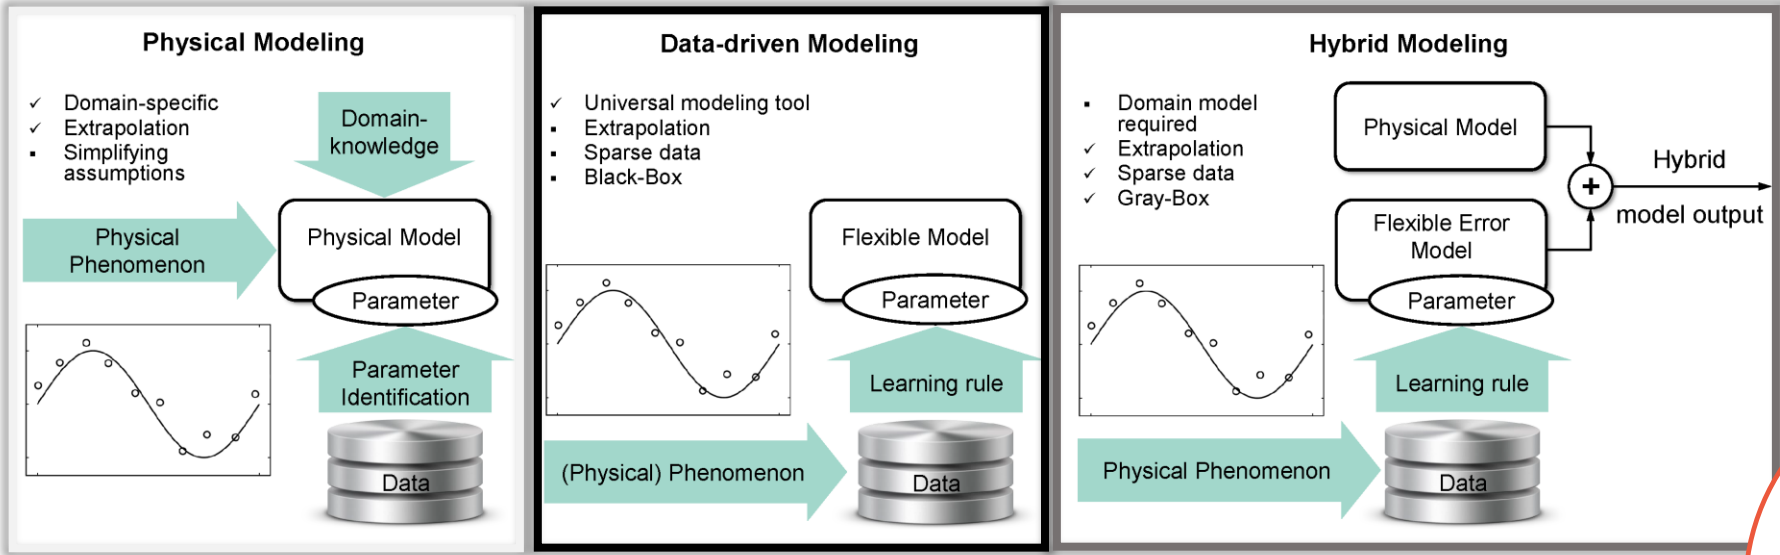 Physical Modeling
✓ Domain-specific
✓ Extrapolation
▪ Simplifying
assumptions
Domain-
knowledge
Physical
Phenomenon
Physical Model
Parameter
Parameter
Identification
Data
Data-driven Modeling
✓ Universal modeling tool
▪ Extrapolation
▪ Sparse data
▪ Black-Box
Flexible Model
Parameter
Learning rule
(Physical) Phenomenon
Data
Hybrid Modeling
▪ Domain model
required
✓ Extrapolation
✓ Sparse data
✓ Gray-Box
Physical Model
+
Hybrid
model output
Flexible Error
Model
Parameter
Learning rule
Physical Phenomenon
Data